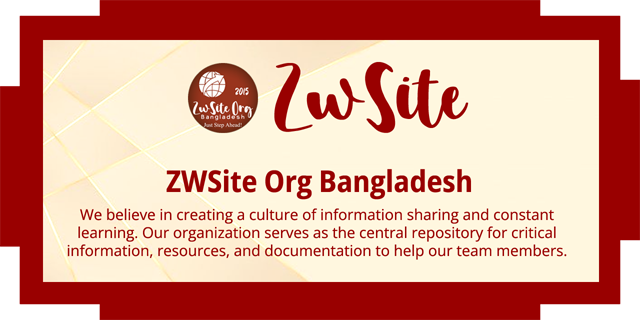 2015
ZwSite Org
Bangladesh
Just Step Ahead!
ZwSite
ZWSite Org Bangladesh
We believe in creating a culture of information sharing and constant
learning. Our organization serves as the central repository for critical
information, resources, and documentation to help our team members.